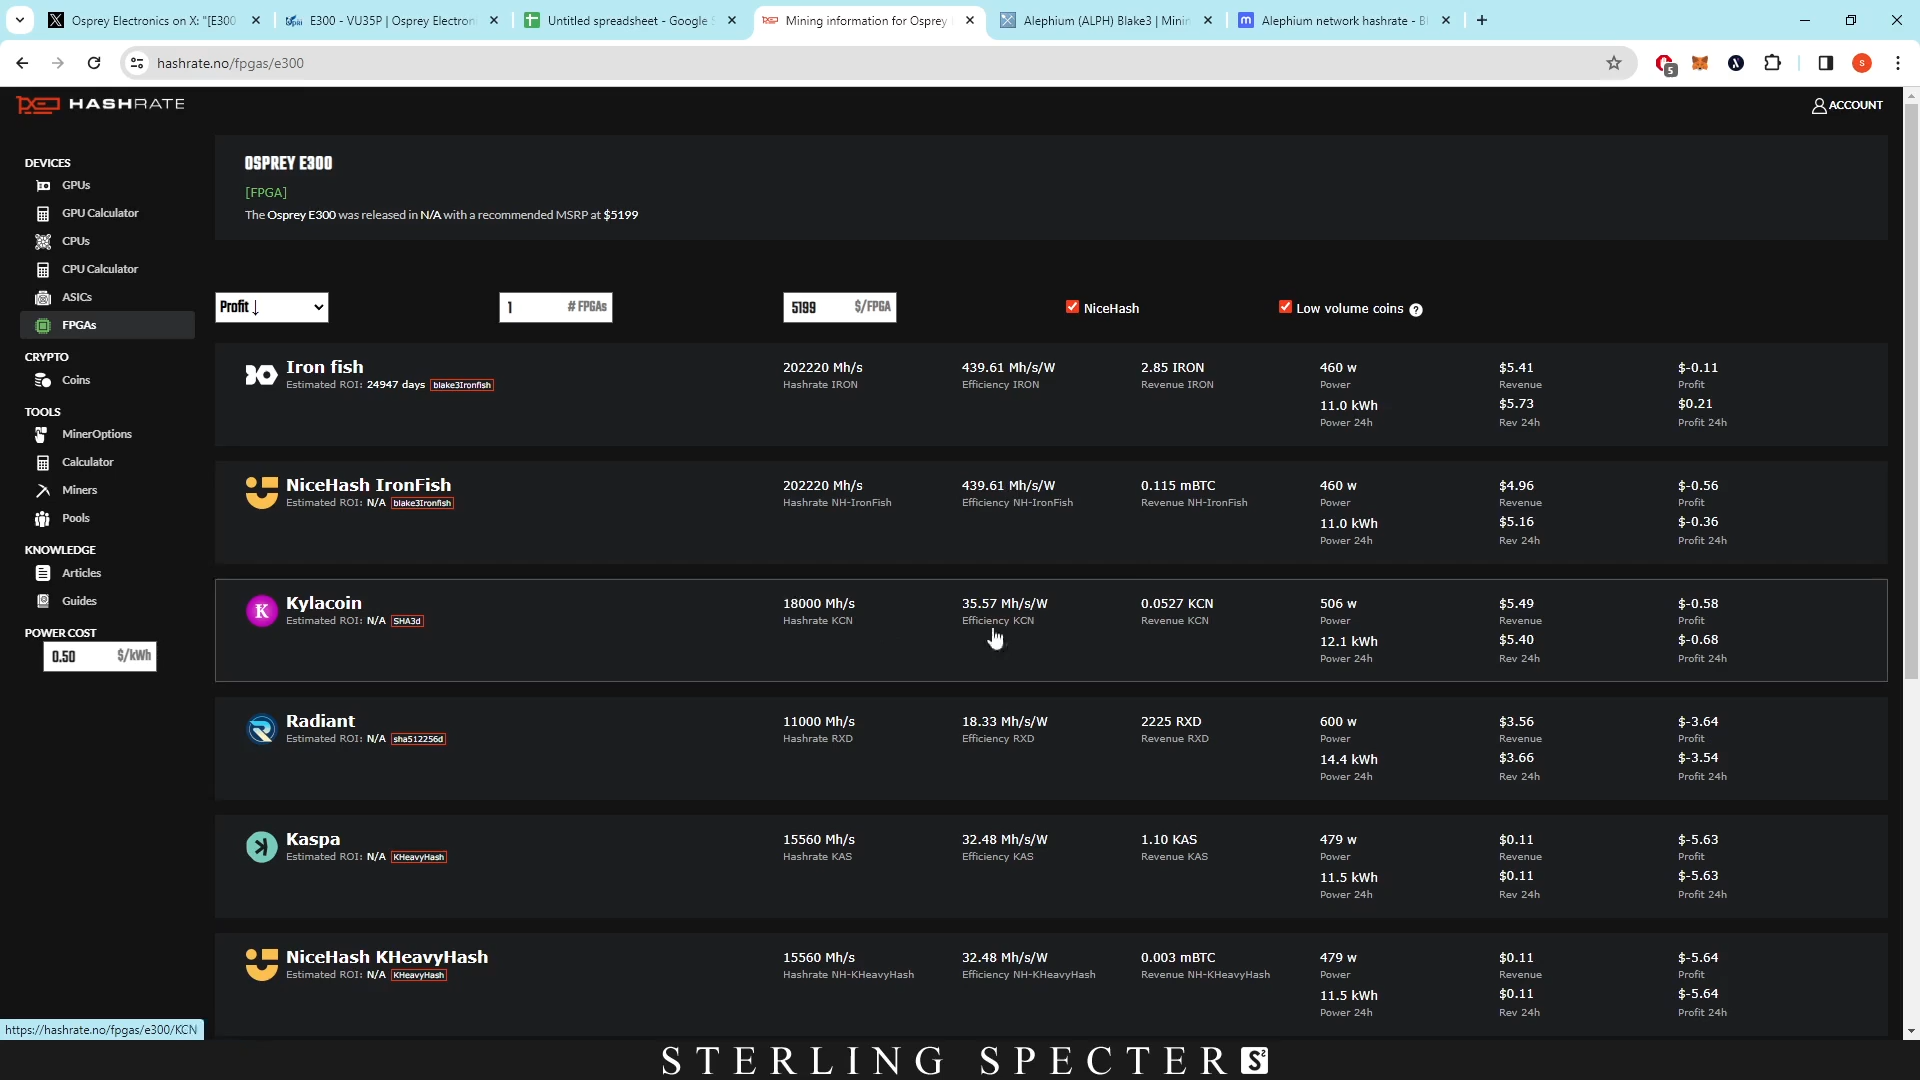 Osprey Electronics on X: "[E300
E300 - VU35P | Osprey Electron
Untitled spreadsheet - Google S
Mining information for Osprey
Alephium (ALPH) Blake3 | Minin
Alephium network hashrate - Bl
hashrate.no/fpgas/e300
5
S
HASHRATE
ACCOUNT
DEVICES
GPUs
GPU Calculator
CPUs
CPU Calculator
ASICs
FPGAs
CRYPTO
Coins
TOOLS
MinerOptions
Calculator
Miners
Pools
KNOWLEDGE
Articles
Guides
POWER COST
0.50 $/kWh
OSPREY E300
[FPGA]
The Osprey E300 was released in N/A with a recommended MSRP at $5199
Profit ↓
1 # FPGAs
5199 $/FPGA
NiceHash
Low volume coins ?
Iron fish
Estimated ROI: 24947 days blake3Ironfish
202220 Mh/s
Hashrate IRON
439.61 Mh/s/W
Efficiency IRON
2.85 IRON
Revenue IRON
460 w
Power
11.0 kWh
Power 24h
$5.41
Revenue
$5.73
Rev 24h
$-0.11
Profit
$0.21
Profit 24h
NiceHash IronFish
Estimated ROI: N/A blake3Ironfish
202220 Mh/s
Hashrate NH-IronFish
439.61 Mh/s/W
Efficiency NH-IronFish
0.115 mBTC
Revenue NH-IronFish
460 w
Power
11.0 kWh
Power 24h
$4.96
Revenue
$5.16
Rev 24h
$-0.56
Profit
$-0.36
Profit 24h
Kylacoin
Estimated ROI: N/A SHA3d
18000 Mh/s
Hashrate KCN
35.57 Mh/s/W
Efficiency KCN
0.0527 KCN
Revenue KCN
506 w
Power
12.1 kWh
Power 24h
$5.49
Revenue
$5.40
Rev 24h
$-0.58
Profit
$-0.68
Profit 24h
Radiant
Estimated ROI: N/A sha512256d
11000 Mh/s
Hashrate RXD
18.33 Mh/s/W
Efficiency RXD
2225 RXD
Revenue RXD
600 w
Power
14.4 kWh
Power 24h
$3.56
Revenue
$3.66
Rev 24h
$-3.64
Profit
$-3.54
Profit 24h
Kaspa
Estimated ROI: N/A KHeavyHash
15560 Mh/s
Hashrate KAS
32.48 Mh/s/W
Efficiency KAS
1.10 KAS
Revenue KAS
479 w
Power
11.5 kWh
Power 24h
$0.11
Revenue
$0.11
Rev 24h
$-5.63
Profit
$-5.63
Profit 24h
NiceHash KHeavyHash
Estimated ROI: N/A KHeavyHash
15560 Mh/s
Hashrate NH-KHeavyHash
32.48 Mh/s/W
Efficiency NH-KHeavyHash
0.003 mBTC
Revenue NH-KHeavyHash
479 w
Power
11.5 kWh
Power 24h
$0.11
Revenue
$0.11
Rev 24h
$-5.64
Profit
$-5.64
Profit 24h
https://hashrate.no/fpgas/e300/KCN
STERLING SPECTER S²